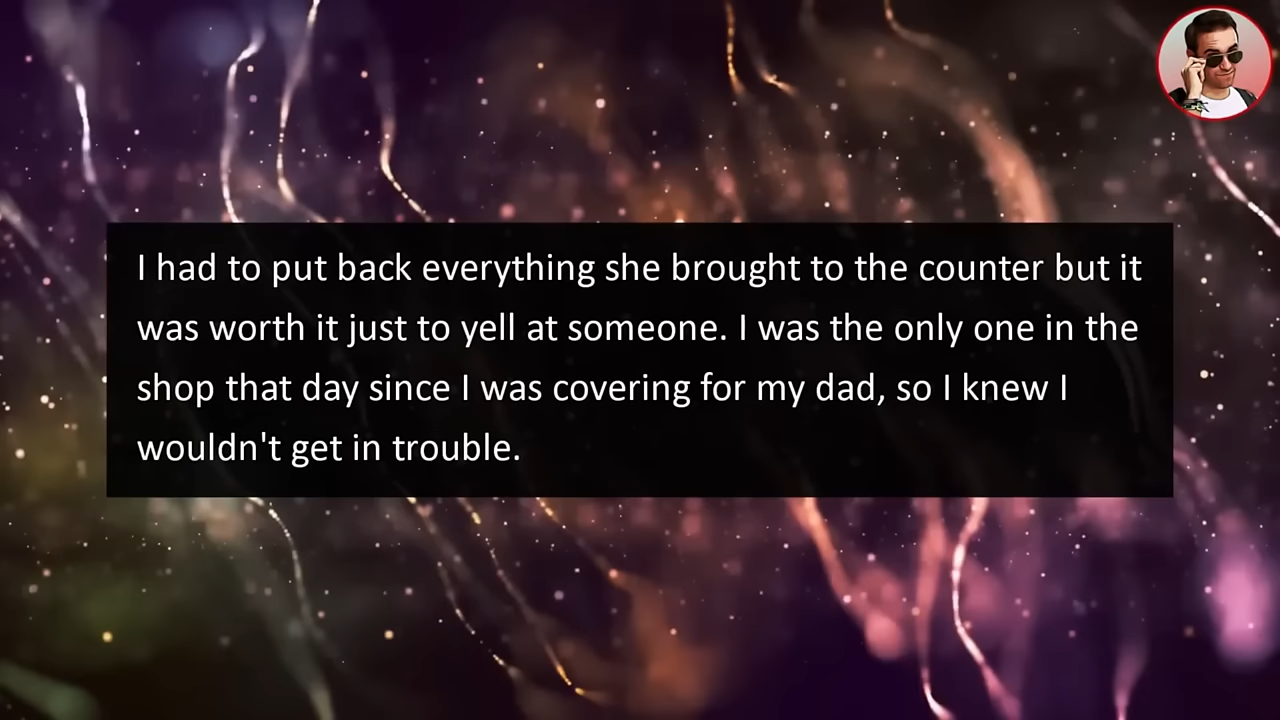 I had to put back everything she brought to the counter but it
was worth it just to yell at someone. I was the only one in the
shop that day since I was covering for my dad, so I knew I
wouldn't get in trouble.